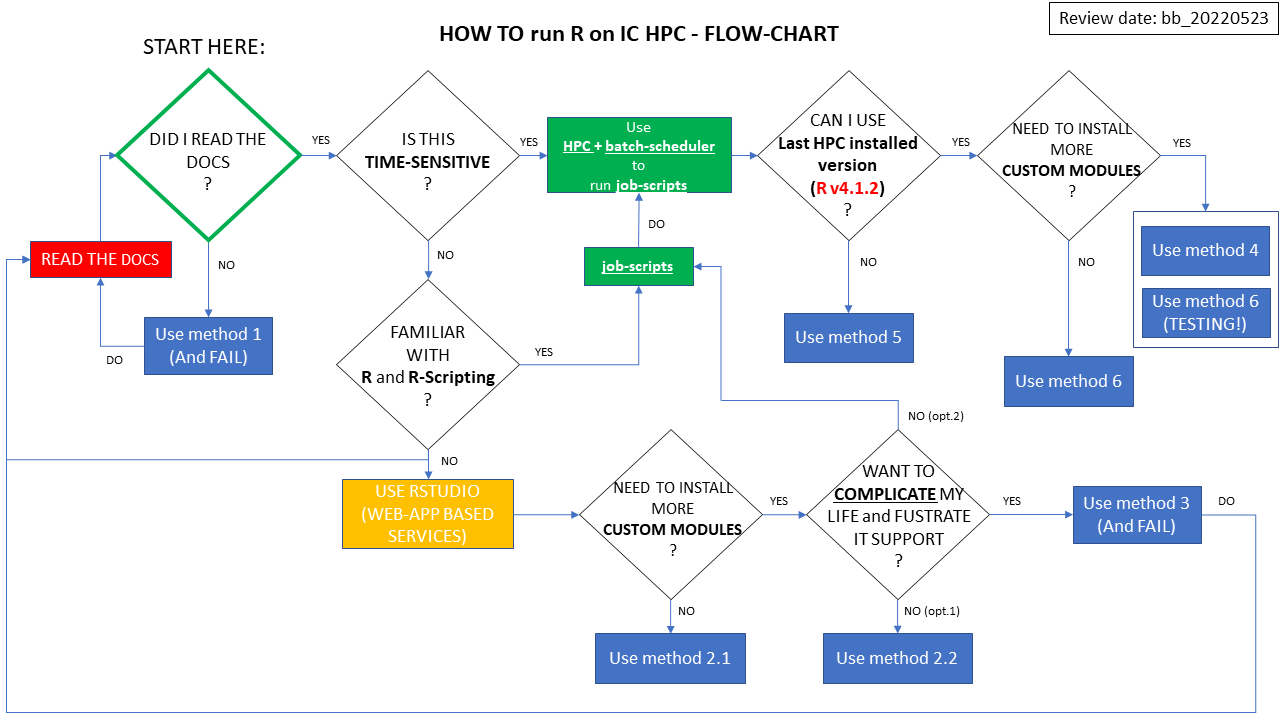 Review date: bb_20220523
HOW TO run R on IC HPC - FLOW-CHART
START HERE:
DID I READ THE
DOCS
?
YES
NO
IS THIS
TIME-SENSITIVE
?
YES
NO
Use
HPC + batch-scheduler
to
run job-scripts
CAN I USE
Last HPC installed
version
(R v4.1.2)
?
YES
NO
NEED TO INSTALL
MORE
CUSTOM MODULES
?
YES
NO
READ THE DOCS
Use method 1
(And FAIL)
DO
DO
job-scripts
Use method 4
Use method 6
(TESTING!)
Use method 5
Use method 6
FAMILIAR
WITH
R and R-Scripting
?
YES
NO
USE RSTUDIO
(WEB-APP BASED
SERVICES)
NEED TO INSTALL
MORE
CUSTOM MODULES
?
YES
NO
NO (opt.2)
WANT TO
COMPLICATE MY
LIFE and FUSTRATE
IT SUPPORT
?
YES
NO (opt.1)
Use method 3
(And FAIL)
DO
Use method 2.1
Use method 2.2